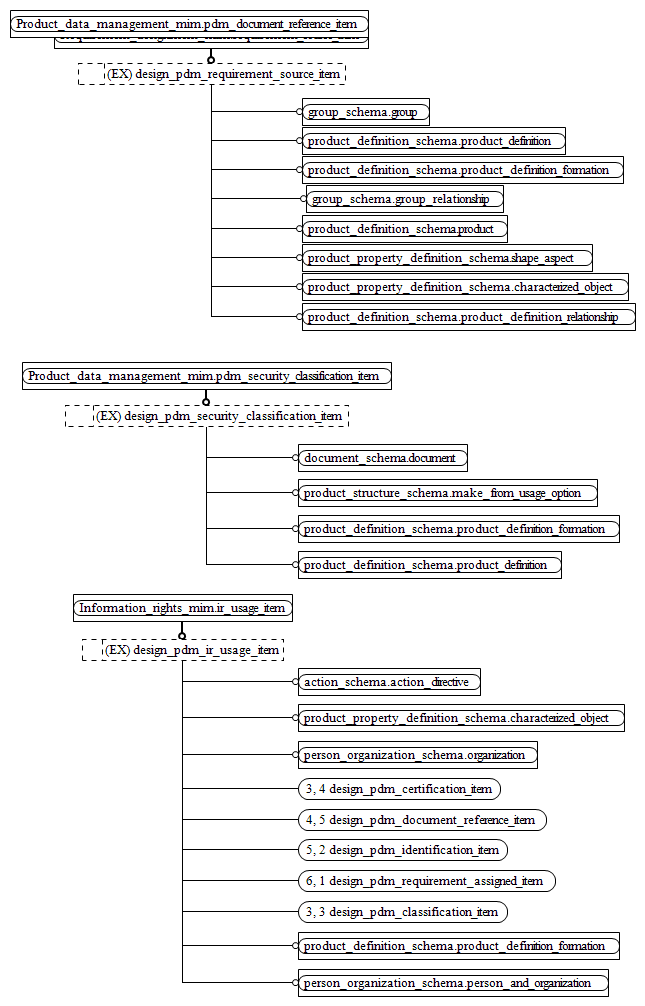 Product_data_management_mim.pdm_document_reference_item
(EX) design_pdm_requirement_source_item
group_schema.group
product_definition_schema.product_definition
product_definition_schema.product_definition_formation
group_schema.group_relationship
product_definition_schema.product
product_property_definition_schema.shape_aspect
product_property_definition_schema.characterized_object
product_definition_schema.product_definition_relationship
Product_data_management_mim.pdm_security_classification_item
(EX) design_pdm_security_classification_item
document_schema.document
product_structure_schema.make_from_usage_option
product_definition_schema.product_definition_formation
product_definition_schema.product_definition
Information_rights_mim.ir_usage_item
(EX) design_pdm_ir_usage_item
action_schema.action_directive
product_property_definition_schema.characterized_object
person_organization_schema.organization
3, 4 design_pdm_certification_item
4, 5 design_pdm_document_reference_item
5, 2 design_pdm_identification_item
6, 1 design_pdm_requirement_assigned_item
3, 3 design_pdm_classification_item
product_definition_schema.product_definition_formation
person_organization_schema.person_and_organization